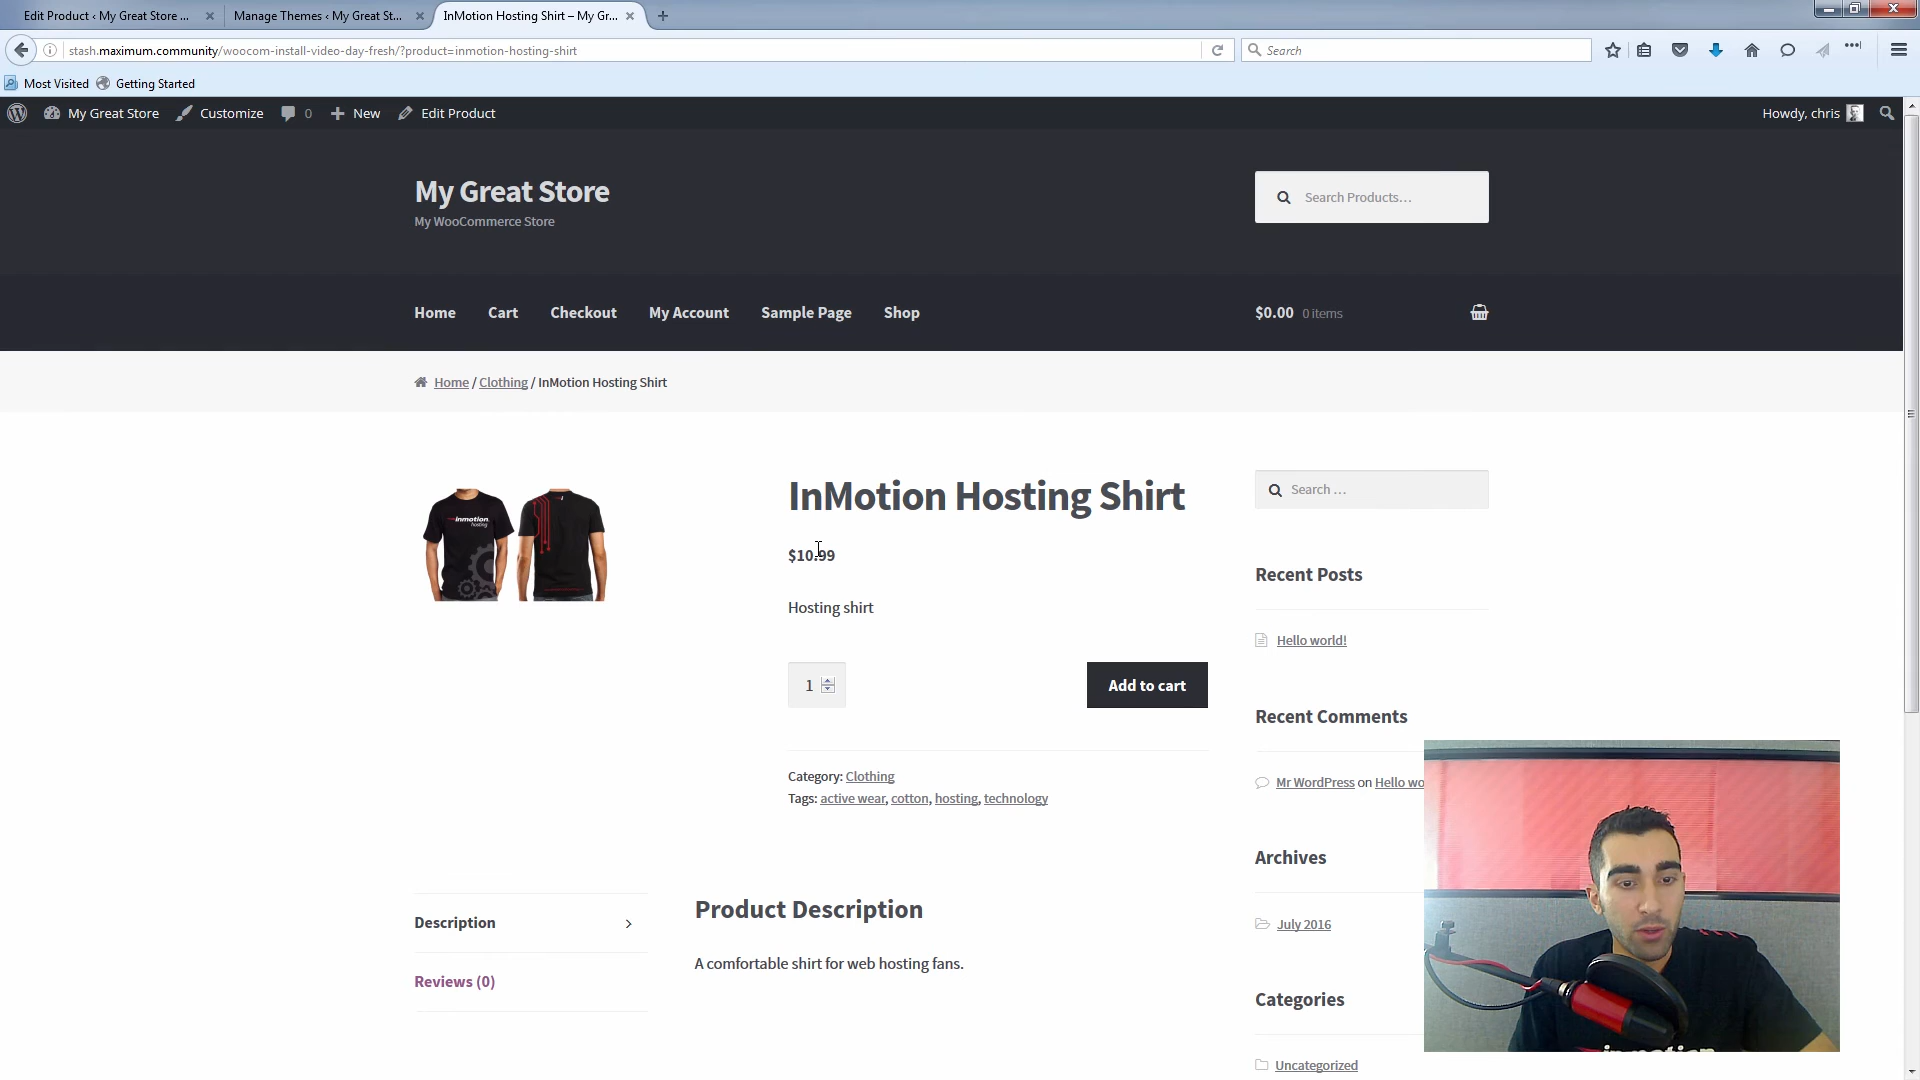 Edit Product ‹ My Great Store ...
Manage Themes ‹ My Great St...
InMotion Hosting Shirt – My Gr...
stash.maximum.community/woocom-install-video-day-fresh/?product=inmotion-hosting-shirt
Search
Most Visited
Getting Started
My Great Store
Customize
0
New
Edit Product
Howdy, chris
My Great Store
My WooCommerce Store
Search Products...
Home
Cart
Checkout
My Account
Sample Page
Shop
$0.00 0 items
Home / Clothing / InMotion Hosting Shirt
inmotion
hosting
InMotion Hosting Shirt
$10.99
Hosting shirt
1
Add to cart
Category: Clothing
Tags: active wear, cotton, hosting, technology
Description
Reviews (0)
Product Description
A comfortable shirt for web hosting fans.
Search ...
Recent Posts
Hello world!
Recent Comments
Mr WordPress on Hello wo
Archives
July 2016
Categories
Uncategorized
inmotion